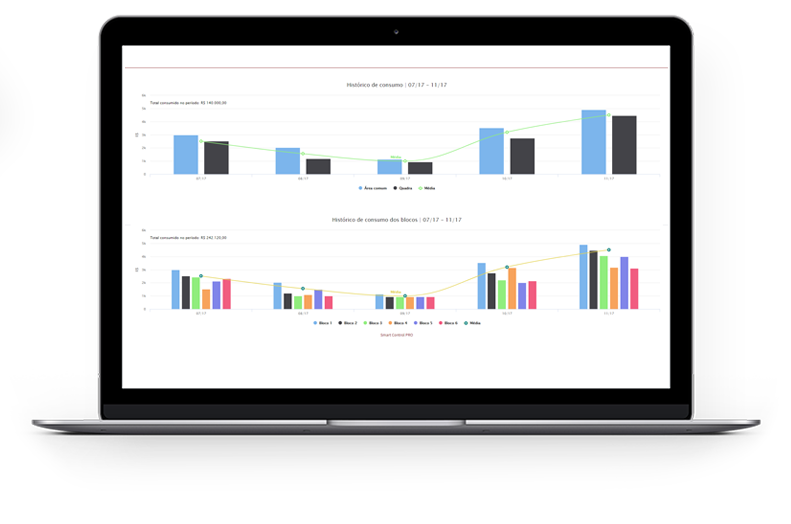 Histórico de consumo | 07/17 – 11/17
Total consumido no período: R$ 140.000,00
6k
5k
4k
3k
2k
1k
0
R$
Média
07-17
08-17
09-17
10-17
11-17
Área comum Quadra Média
Histórico de consumo dos blocos | 07/17 – 11/17
Total consumido no período: R$ 242.120,00
6k
5k
4k
3k
2k
1k
0
R$
Média
07-17
08-17
09-17
10-17
11-17
Bloco 1 Bloco 2 Bloco 3 Bloco 4 Bloco 5 Bloco 6 Média
Smart Control PRO